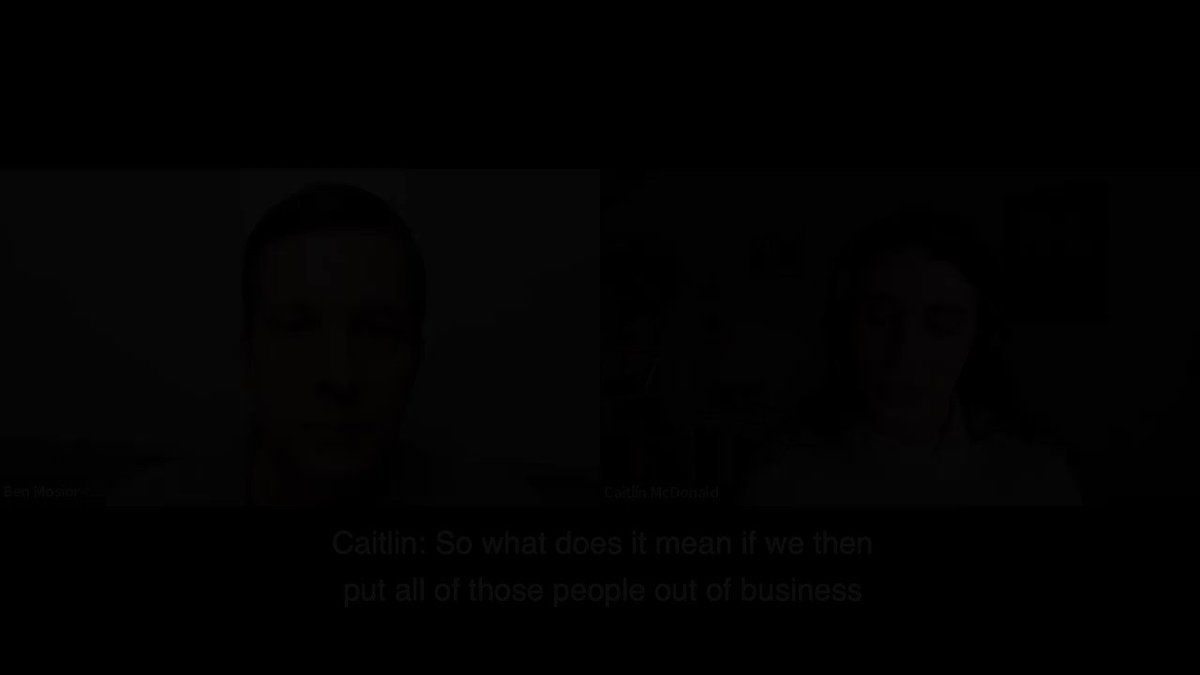 Ben Mosior
Caitlin McDonald
Caitlin: So what does it mean if we then
put all of those people out of business